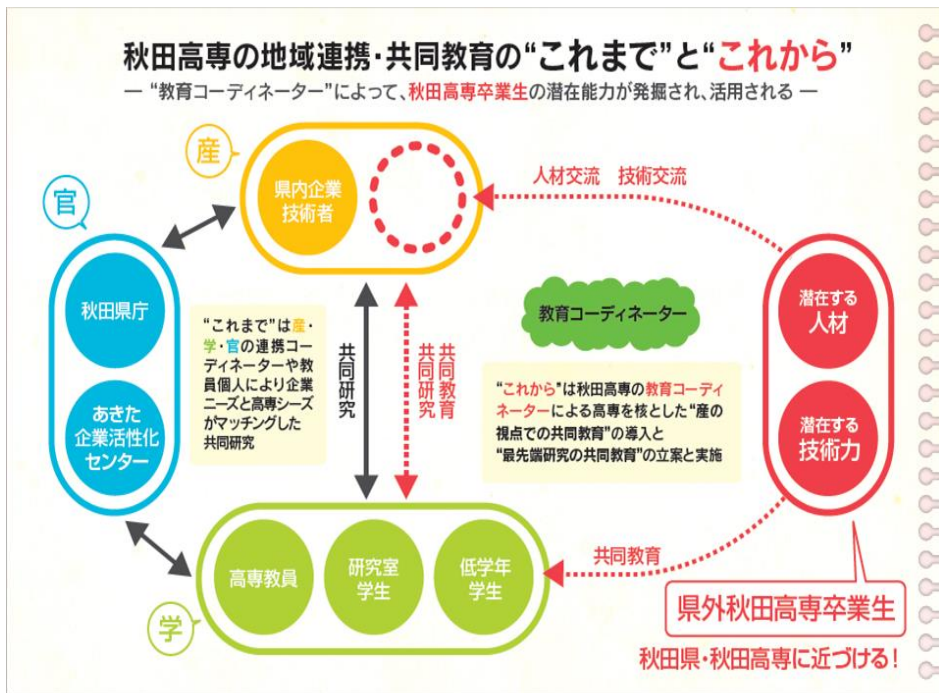 秋田高専の地域連携・共同教育の“これまで”と“これから”
— “教育コーディネーター”によって、秋田高専卒業生の潜在能力が発掘され、活用される —
産
県内企業
技術者
人材交流 技術交流
官
秋田県庁
あきた
企業活性化
センター
“これまで”は産・
学・官の連携コー
ディネーターや教
員個人により企業
ニーズと高専シーズ
がマッチングした
共同研究
共同研究
共同教育
共同研究
教育コーディネーター
“これから”は秋田高専の教育コーディ
ネーターによる高専を核とした“産の
視点での共同教育”の導入と
“最先端研究の共同教育”の立案と実施
潜在する
人材
潜在する
技術力
高専教員
研究室
学生
低学年
学生
学
共同教育
県外秋田高専卒業生
秋田県・秋田高専に近づける！